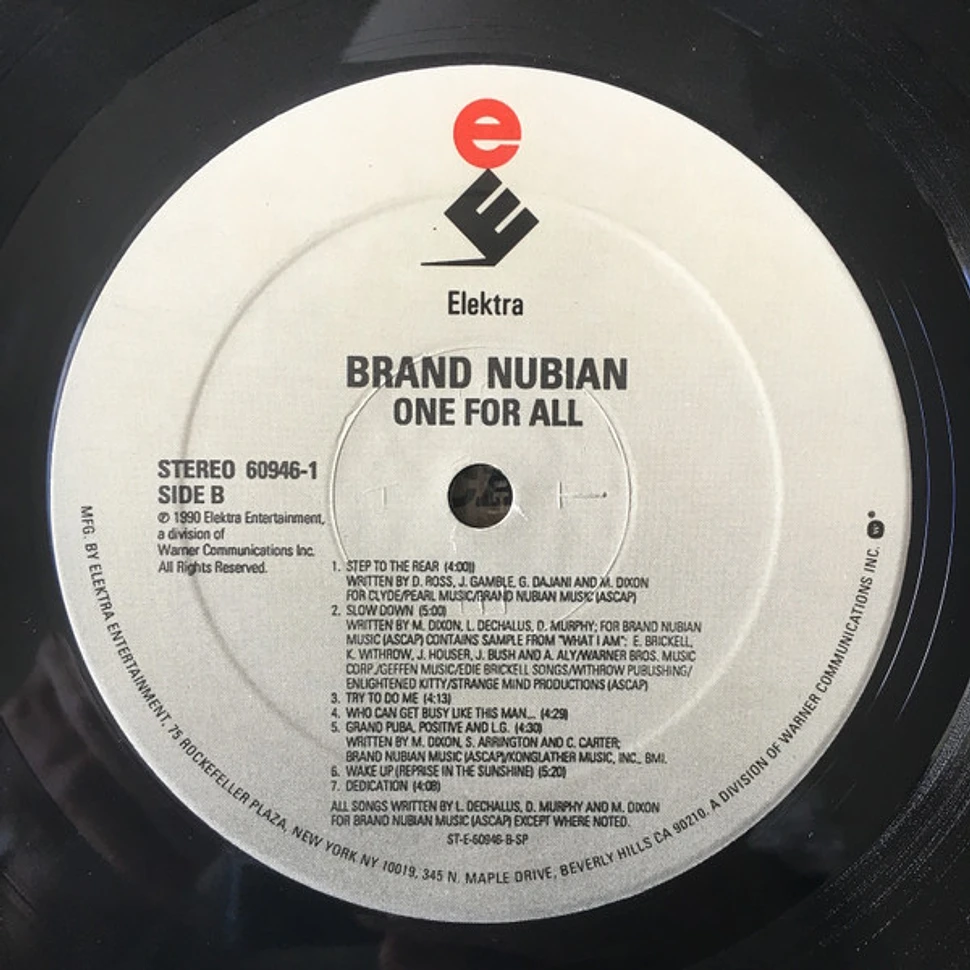 e
E
Elektra
BRAND NUBIAN
ONE FOR ALL
STEREO 60946-1
SIDE B
℗ 1990 Elektra Entertainment,
a division of
Warner Communications Inc.
All Rights Reserved.
1. STEP TO THE REAR (4:00)
WRITTEN BY D. ROSS, J. GAMBLE, G. DAJANI AND M. DIXON
FOR CLYDE/PEARL MUSIC/BRAND NUBIAN MUSIC (ASCAP)
2. SLOW DOWN (5:00)
WRITTEN BY M. DIXON, L. DECHALUS, D. MURPHY; FOR BRAND NUBIAN
MUSIC (ASCAP) CONTAINS SAMPLE FROM "WHAT I AM": E. BRICKELL,
K. WITHROW, J. HOUSER, J. BUSH AND A. ALY/WARNER BROS. MUSIC
CORP./GEFFEN MUSIC/EDIE BRICKELL SONGS/WITHROW PUBLISHING/
ENLIGHTENED KITTY/STRANGE MIND PRODUCTIONS (ASCAP)
3. TRY TO DO ME (4:13)
4. WHO CAN GET BUSY LIKE THIS MAN... (4:29)
5. GRAND PUBA, POSITIVE AND L.G. (4:30)
WRITTEN BY M. DIXON, S. ARRINGTON AND C. CARTER;
BRAND NUBIAN MUSIC (ASCAP)/KONGLATHER MUSIC, INC., BMI.
6. WAKE UP (REPRISE IN THE SUNSHINE) (5:20)
7. DEDICATION (4:08)
ALL SONGS WRITTEN BY L. DECHALUS, D. MURPHY AND M. DIXON
FOR BRAND NUBIAN MUSIC (ASCAP) EXCEPT WHERE NOTED.
ST-E-60946-B-SP
MFG. BY ELEKTRA ENTERTAINMENT, 75 ROCKEFELLER PLAZA, NEW YORK NY 10019, 345 N. MAPLE DRIVE, BEVERLY HILLS CA 90210. A DIVISION OF WARNER COMMUNICATIONS INC.